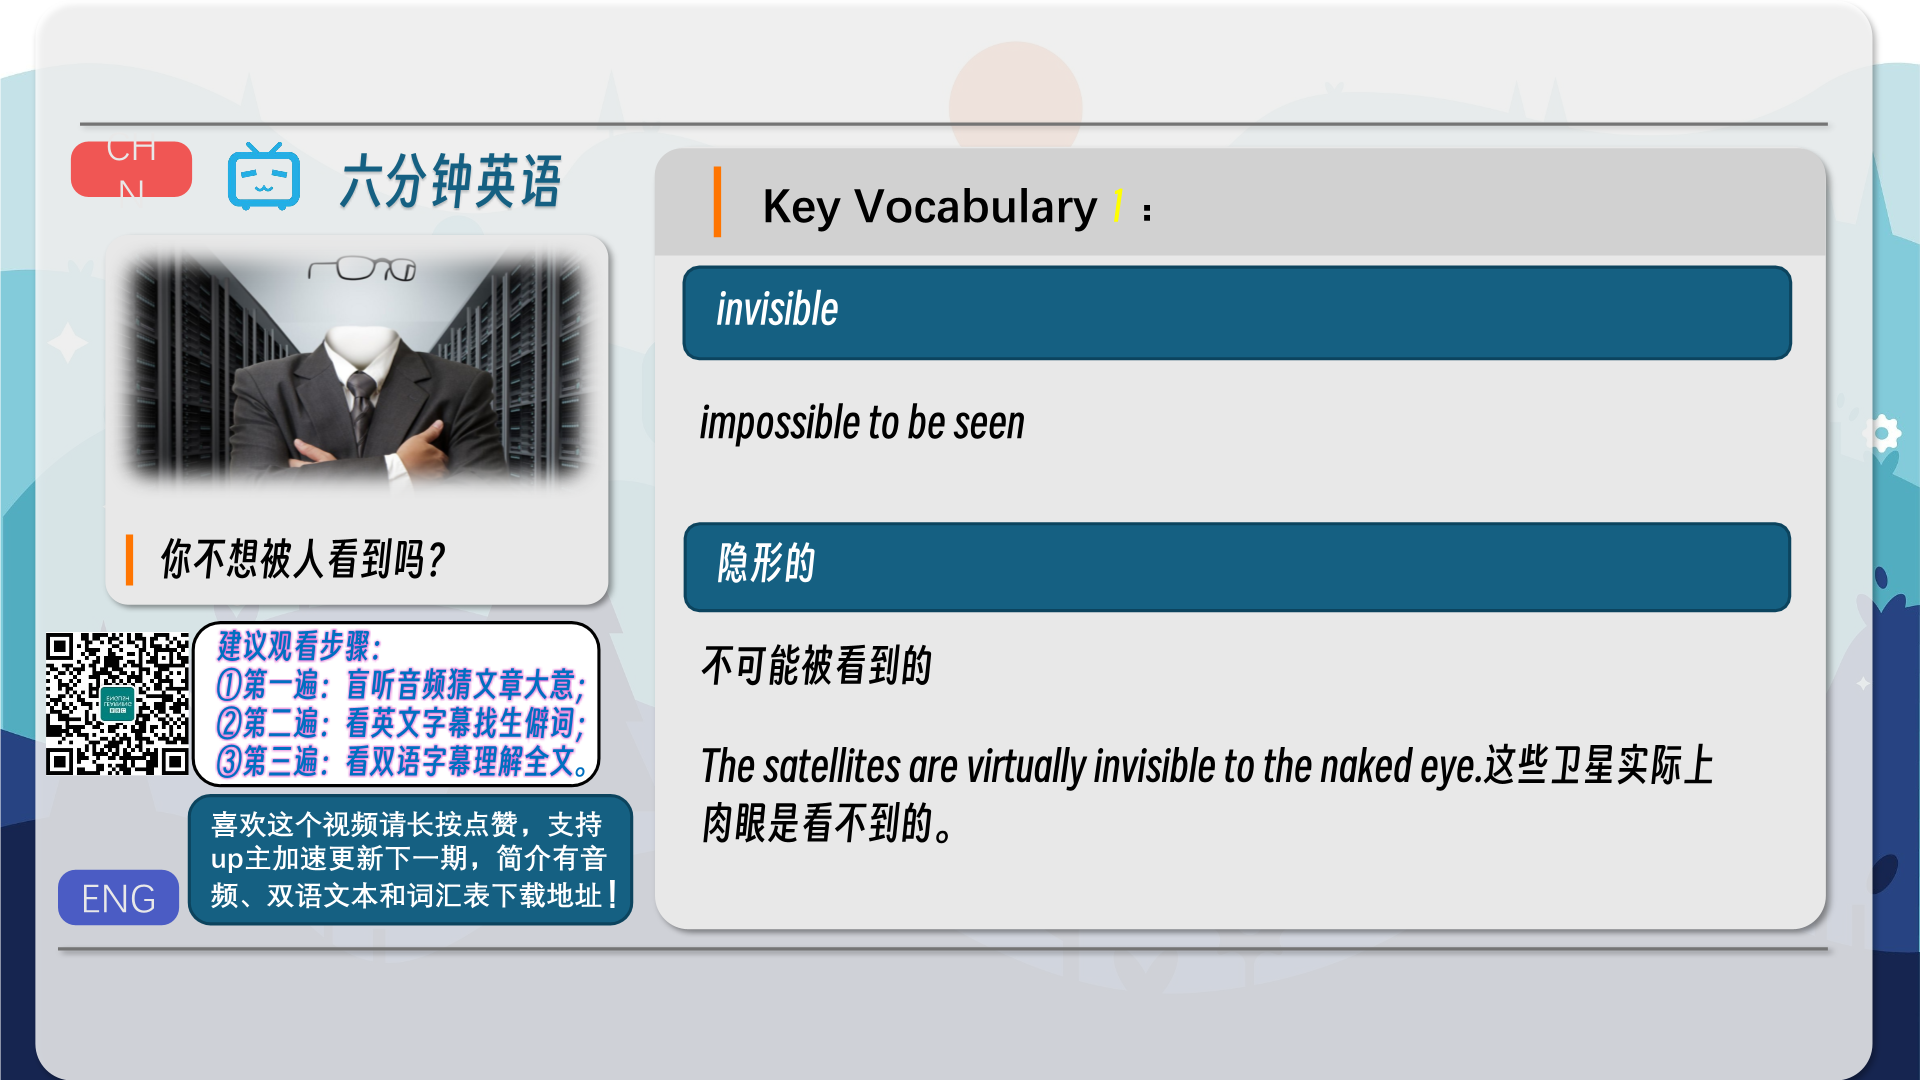 CH
N
六分钟英语
你不想被人看到吗?
建议观看步骤:
①第一遍：盲听音频猜文章大意;
②第二遍：看英文字幕找生僻词;
③第三遍：看双语字幕理解全文。
喜欢这个视频请长按点赞，支持
up主加速更新下一期，简介有音
频、双语文本和词汇表下载地址！
ENG
Key Vocabulary 1：
invisible
impossible to be seen
隐形的
不可能被看到的
The satellites are virtually invisible to the naked eye.这些卫星实际上
肉眼是看不到的。